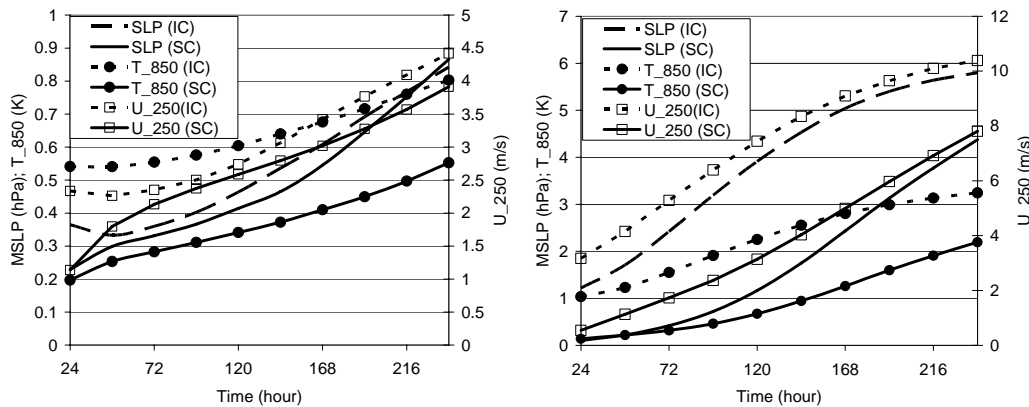 SLP (IC)
SLP (SC)
T_850 (IC)
T_850 (SC)
U_250(IC)
U_250 (SC)
1
0.9
0.8
0.7
0.6
0.5
0.4
0.3
0.2
0.1
0
MSLP (hPa); T_850 (K)
5
4.5
4
3.5
3
2.5
2
1.5
1
0.5
0
U_250 (m/s)
24 72 120 168 216
Time (hour)
SLP (IC)
SLP (SC)
T_850 (IC)
T_850 (SC)
U_250(IC)
U_250 (SC)
7
6
5
4
3
2
1
0
MSLP (hPa); T_850 (K)
12
10
8
6
4
2
0
U_250 (m/s)
24 72 120 168 216
Time (hour)